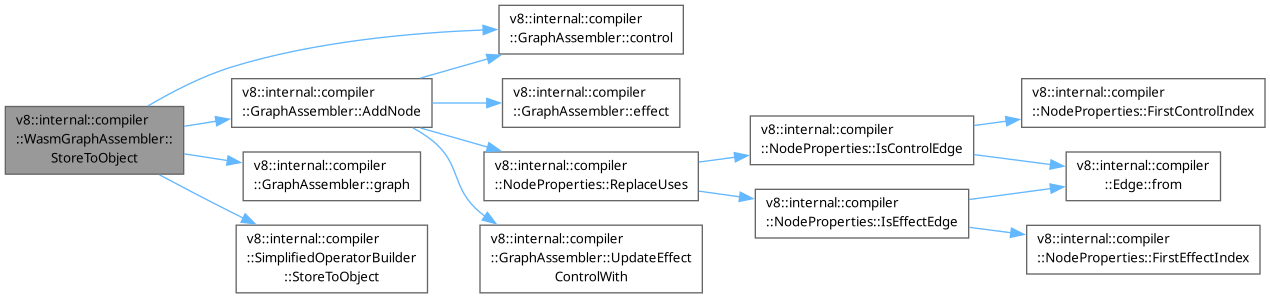 v8::internal::compiler
::WasmGraphAssembler::
StoreToObject
v8::internal::compiler
::GraphAssembler::AddNode
v8::internal::compiler
::GraphAssembler::graph
v8::internal::compiler
::SimplifiedOperatorBuilder
::StoreToObject
v8::internal::compiler
::GraphAssembler::control
v8::internal::compiler
::GraphAssembler::effect
v8::internal::compiler
::NodeProperties::ReplaceUses
v8::internal::compiler
::GraphAssembler::UpdateEffect
ControlWith
v8::internal::compiler
::NodeProperties::IsControlEdge
v8::internal::compiler
::NodeProperties::IsEffectEdge
v8::internal::compiler
::NodeProperties::FirstControlIndex
v8::internal::compiler
::Edge::from
v8::internal::compiler
::NodeProperties::FirstEffectIndex